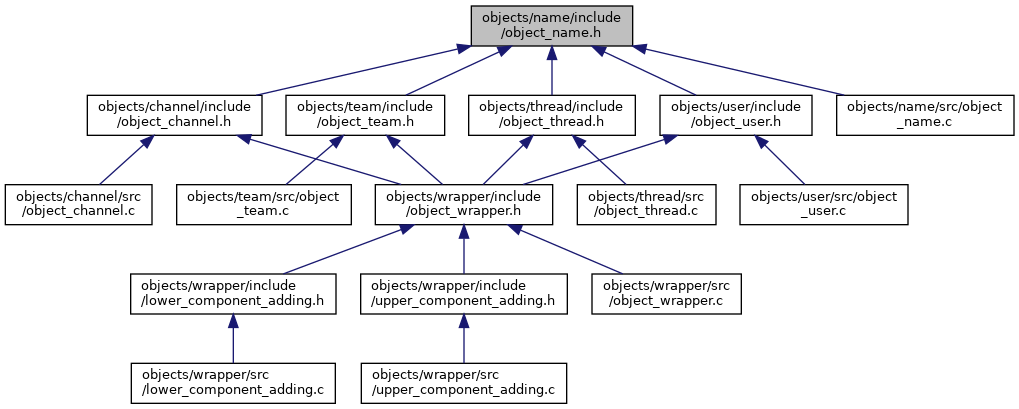 objects/name/include
/object_name.h
objects/channel/include
/object_channel.h
objects/team/include
/object_team.h
objects/thread/include
/object_thread.h
objects/user/include
/object_user.h
objects/name/src/object
_name.c
objects/channel/src
/object_channel.c
objects/team/src/object
_team.c
objects/wrapper/include
/object_wrapper.h
objects/thread/src
/object_thread.c
objects/user/src/object
_user.c
objects/wrapper/include
/lower_component_adding.h
objects/wrapper/include
/upper_component_adding.h
objects/wrapper/src
/object_wrapper.c
objects/wrapper/src
/lower_component_adding.c
objects/wrapper/src
/upper_component_adding.c